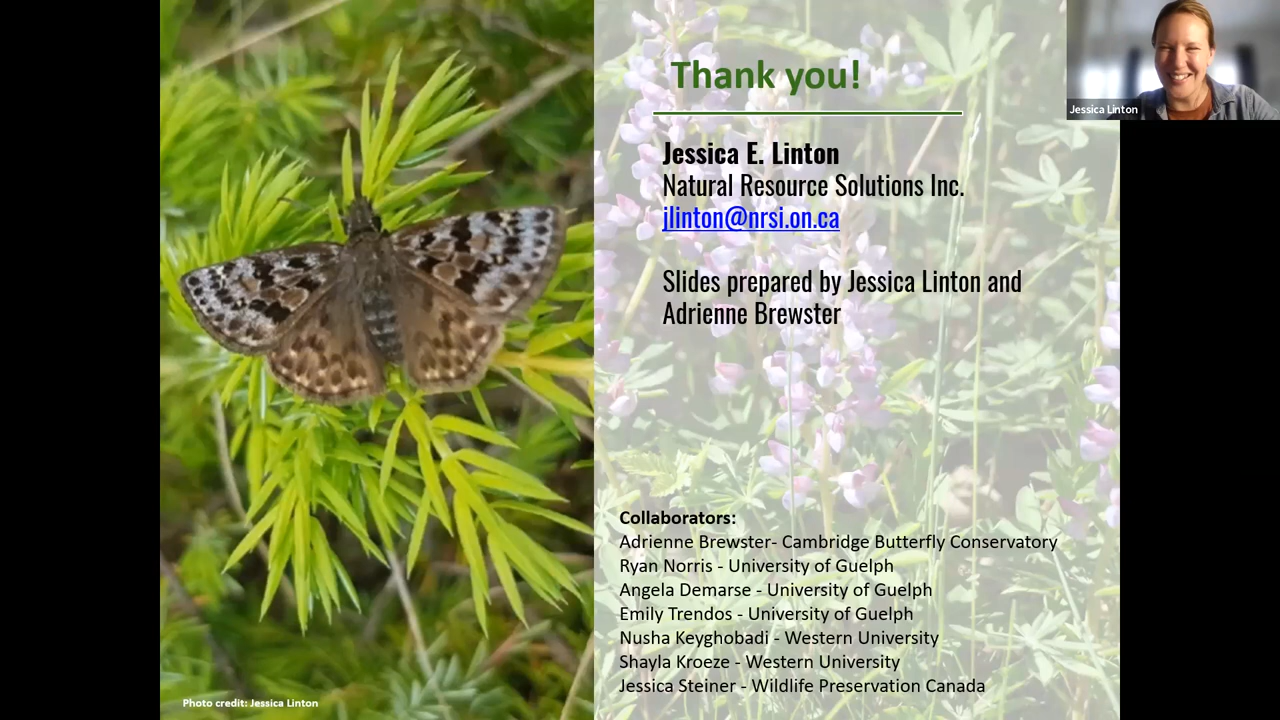 Thank you!
Jessica Linton
Jessica E. Linton
Natural Resource Solutions Inc.
jlinton@nrsi.on.ca
Slides prepared by Jessica Linton and
Adrienne Brewster
Collaborators:
Adrienne Brewster- Cambridge Butterfly Conservatory
Ryan Norris - University of Guelph
Angela Demarse - University of Guelph
Emily Trendos - University of Guelph
Nusha Keyghobadi - Western University
Shayla Kroeze - Western University
Jessica Steiner - Wildlife Preservation Canada
Photo credit: Jessica Linton